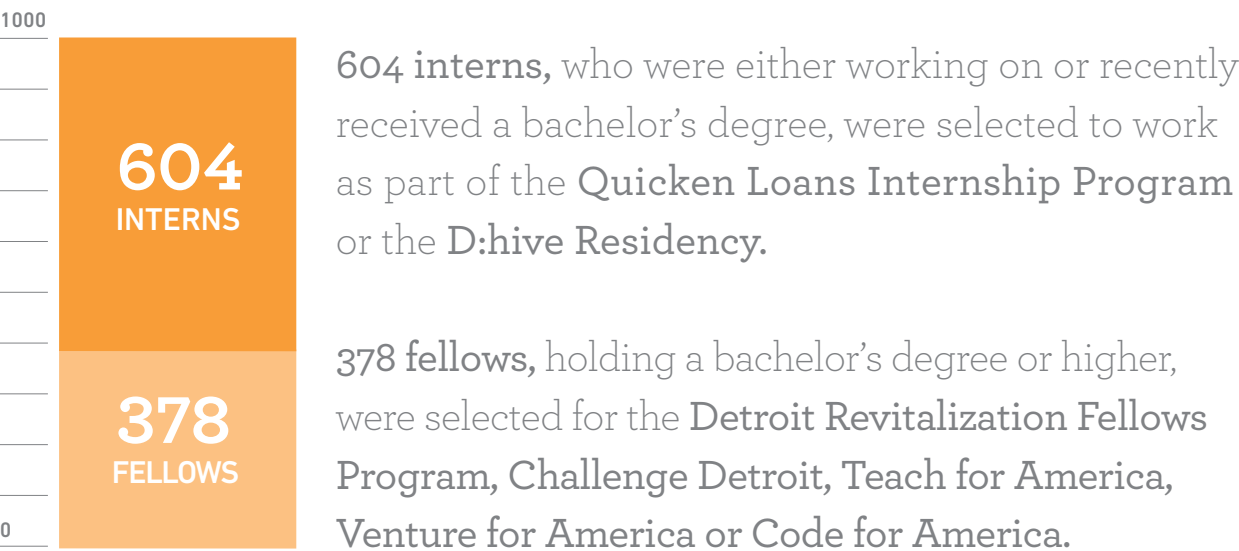 1000
604
INTERNS
378
FELLOWS
0
604 interns, who were either working on or recently
received a bachelor’s degree, were selected to work
as part of the Quicken Loans Internship Program
or the D:hive Residency.
378 fellows, holding a bachelor’s degree or higher,
were selected for the Detroit Revitalization Fellows
Program, Challenge Detroit, Teach for America,
Venture for America or Code for America.